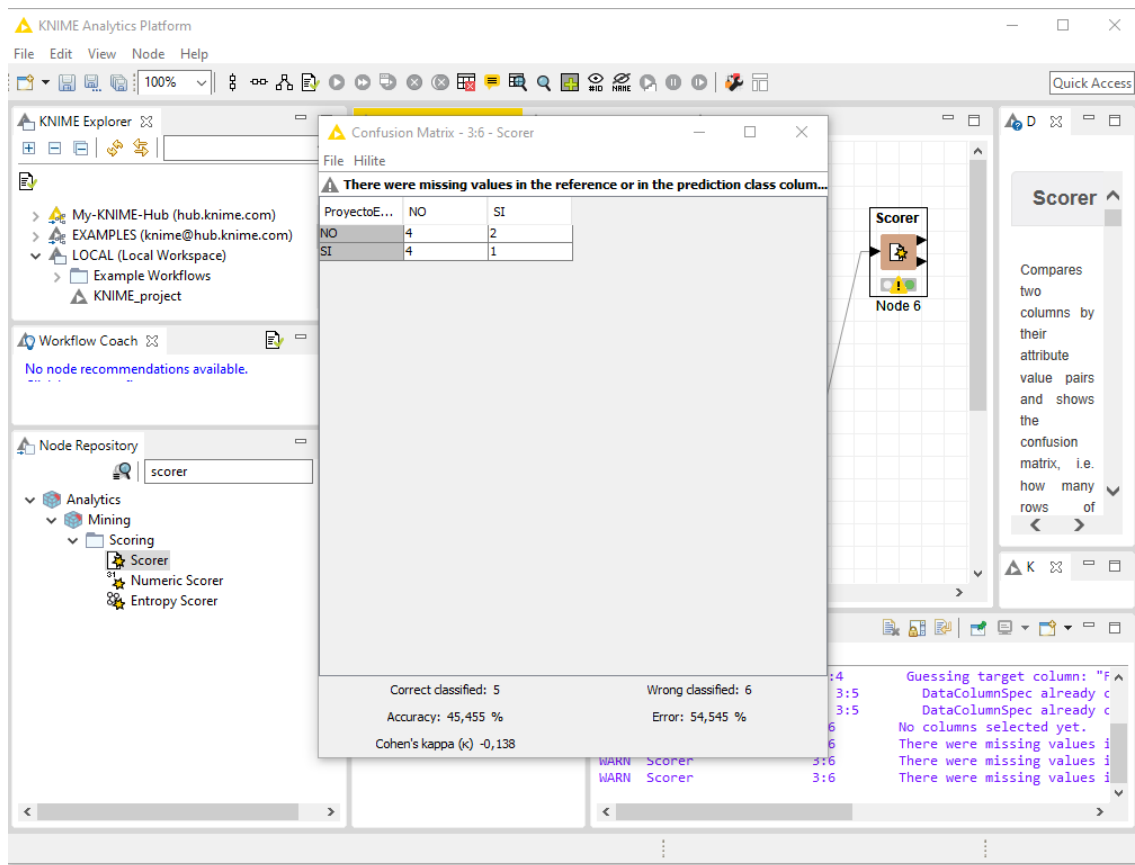 KNIME Analytics Platform
File Edit View Node Help
100%
Quick Access
KNIME Explorer
My-KNIME-Hub (hub.knime.com)
EXAMPLES (knime@hub.knime.com)
LOCAL (Local Workspace)
Example Workflows
KNIME_project
Workflow Coach
No node recommendations available.
Node Repository
scorer
Analytics
Mining
Scoring
Scorer
Numeric Scorer
Entropy Scorer
Confusion Matrix - 3:6 - Scorer
File Hilite
There were missing values in the reference or in the prediction class colum...
ProyectoE... NO SI
NO 4 2
SI 4 1
Correct classified: 5 Wrong classified: 6
Accuracy: 45,455 % Error: 54,545 %
Cohen's kappa (κ) -0,138
Scorer
Node 6
D
Scorer
Compares
two
columns by
their
attribute
value pairs
and shows
the
confusion
matrix, i.e.
how many
rows of
K
:4 Guessing target column: "F
3:5 DataColumnSpec already c
3:5 DataColumnSpec already c
6 No columns selected yet.
6 There were missing values i
WARN Scorer 3:6 There were missing values i
WARN Scorer 3:6 There were missing values i